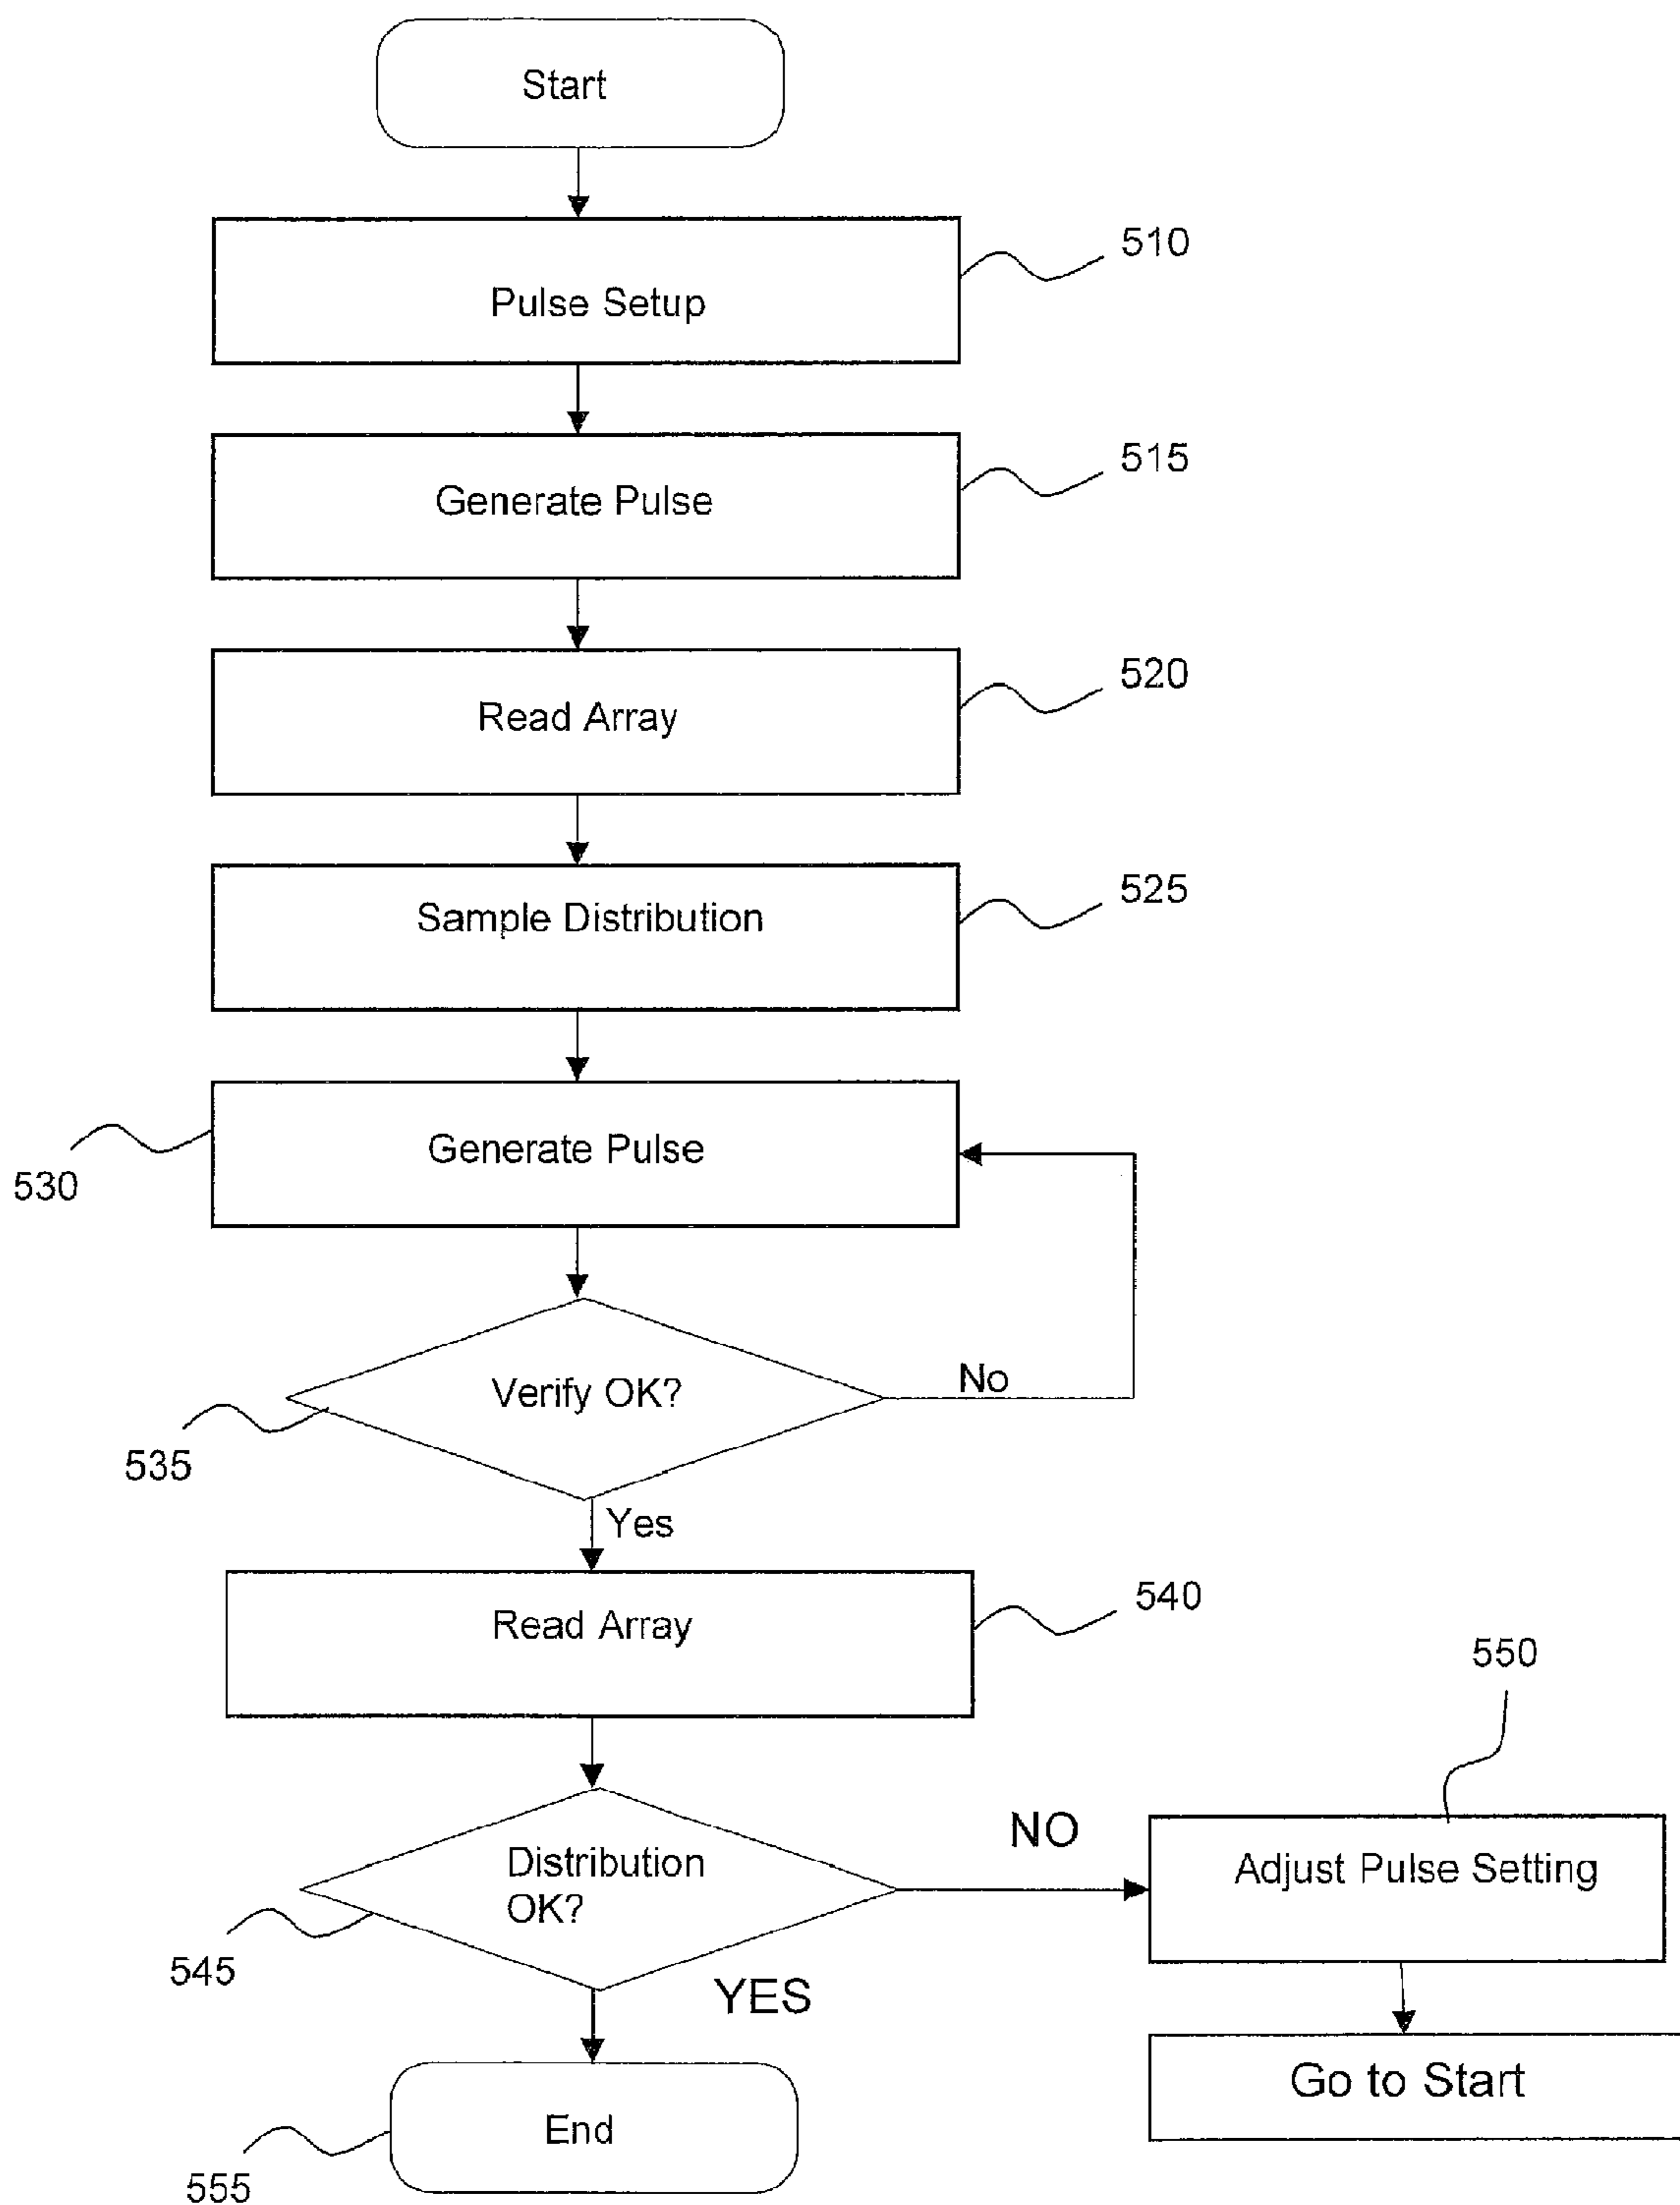 Start
510
Pulse Setup
515
Generate Pulse
520
Read Array
525
Sample Distribution
Generate Pulse
530
Verify OK?
No
535
Yes
540
Read Array
550
NO
Distribution
OK?
Adjust Pulse Setting
545
YES
Go to Start
End
555